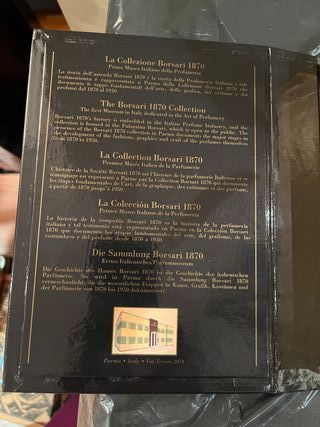 La Collezione Borsari 1870
Primo Museo Italiano della Profumeria
La storia dell'azienda Borsari 1870 è la storia della Profumeria Italiana e tale
testimonianza è rappresentata a Parma dalla Collezione Borsari 1870 che
documenta le tappe fondamentali dell'arte, della grafica, del costume e dei
profumi dal 1870 al 1950.
The Borsari 1870 Collection
The first Museum in Italy dedicated to the Art of Perfumery
Borsari 1870's history is embedded in the Italian Perfume Industry, and the
collection is housed in the Palazzina Borsari, which is open to the public. The
presence of the Borsari 1870 collection in Parma documents the major stages in
the development of the fashions, graphics and craft of the perfumes themselves
from 1870 to 1950.
La Collection Borsari 1870
Premier Musée Italien de la Parfumerie
L'histoire de la Société Borsari 1870 est l'histoire de la parfumerie Italienne et ce
témoignage est représenté à Parme par la Collection Borsari 1870 qui documente
les étapes fondamentales de l'art, de la graphique, des coutumes et des parfums,
à partir de 1870 jusqu'à 1950.
La Colección Borsari 1870
Primer Museo Italiano de la Perfumería
La historia de la compañía Borsari 1870 es la historia de la perfumería
italiana y tal testimonio está representado en Parma en la Colección Borsari
1870 que documenta las etapas fundamentales del arte, del grafismo, de las
costumbres y del perfume desde 1870 a 1950.
Die Sammlung Borsari 1870
Erstes Italienisches Parfümmuseum
Die Geschichte des Hauses Borsari 1870 ist die Geschichte der italienischen
Parfümerie. Sie wird in Parma durch die Sammlung Borsari 1870
veranschaulicht, die die wesentlichen Etappen in Kunst, Grafik, Kostümen und
der Parfümerie von 1870 bis 1950 dokumentiert.
Parma • Italy • Via Trento 30/A